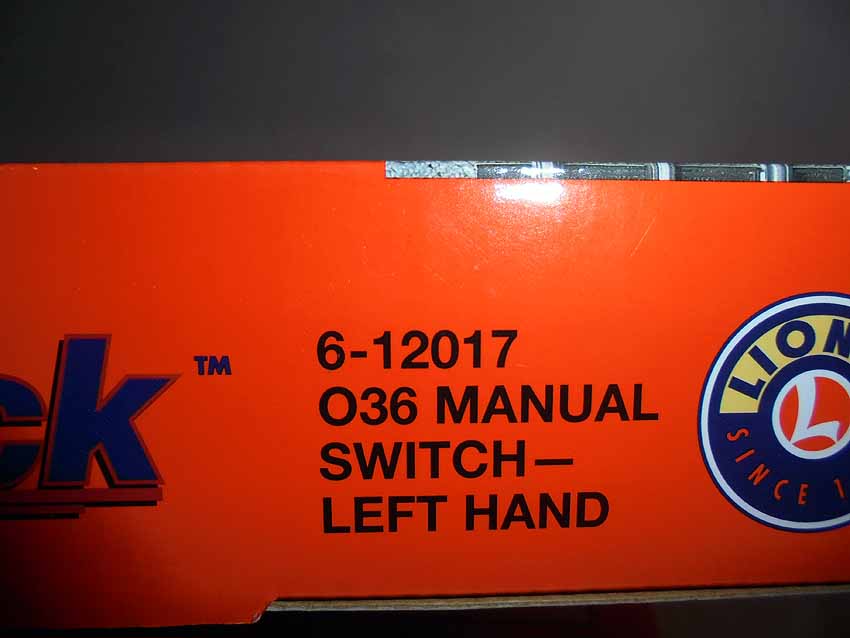 ck™
6-12017
O36 MANUAL
SWITCH—
LEFT HAND
LION
SINCE 1
L